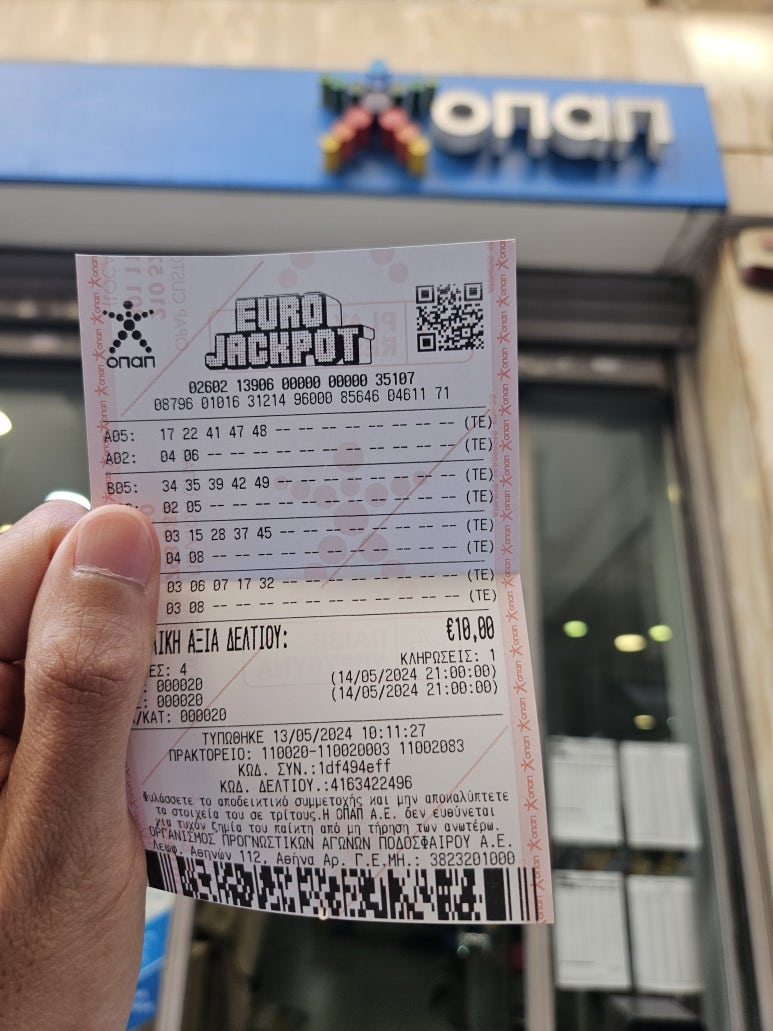 οπαπ
οπαπ
EURO
JACKPOT
02602 13906 00000 00000 35107
08796 01016 31214 96000 85646 04611 71
A05: 17 22 41 47 48 -- -- -- -- -- -- -- -- -- (TE)
A02: 04 06 -- -- -- -- -- -- -- -- -- -- -- -- (TE)
B05: 34 35 39 42 49 -- -- -- -- -- -- -- -- -- (TE)
02 05 -- -- -- -- -- -- -- -- -- -- -- -- (TE)
03 15 28 37 45 -- -- -- -- -- -- -- -- -- (TE)
04 08 -- -- -- -- -- -- -- -- -- -- -- -- (TE)
03 06 07 17 32 -- -- -- -- -- -- -- -- -- (TE)
03 08 -- -- -- -- -- -- -- -- -- -- -- -- (TE)
ΛΙΚΗ ΑΞΙΑ ΔΕΛΤΙΟΥ: €10,00
ΕΣ: 4 ΚΛΗΡΩΣΕΙΣ: 1
: 000020 (14/05/2024 21:00:00)
: 000020 (14/05/2024 21:00:00)
/ΚΑΤ: 000020
ΤΥΠΩΘΗΚΕ 13/05/2024 10:11:27
ΠΡΑΚΤΟΡΕΙΟ: 110020-110020003 11002083
ΚΩΔ. ΣΥΝ.:1df494eff
ΚΩΔ. ΔΕΛΤΙΟΥ.:4163422496
Φυλάσσετε το αποδεικτικό συμμετοχής και μην αποκαλύπτετε
τα στοιχεία του σε τρίτους.Η ΟΠΑΠ Α.Ε. δεν ευθύνεται
για τυχόν ζημία του παίκτη από μη τήρηση των ανωτέρω.
ΟΡΓΑΝΙΣΜΟΣ ΠΡΟΓΝΩΣΤΙΚΩΝ ΑΓΩΝΩΝ ΠΟΔΟΣΦΑΙΡΟΥ Α.Ε.
Λεωφ. Αθηνών 112, Αθήνα Αρ. Γ.Ε.ΜΗ.: 3823201000